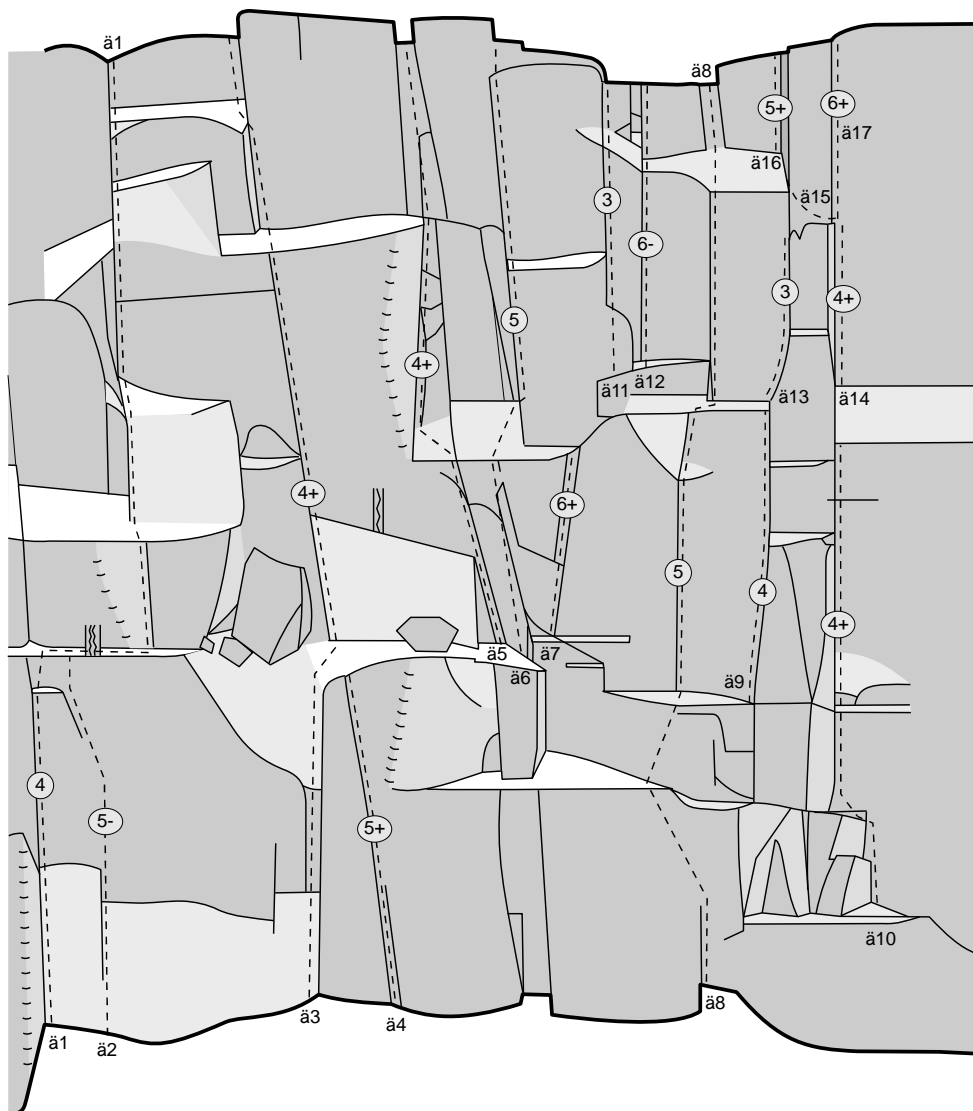 ä1
ä8
5+
6+
ä17
ä16
ä15
3
6-
3
4+
5
4+
ä12
ä11
ä13
ä14
4+
6+
5
4
4+
ä5
ä7
ä6
ä9
4
5-
5+
ä10
ä3
ä8
ä4
ä1
ä2